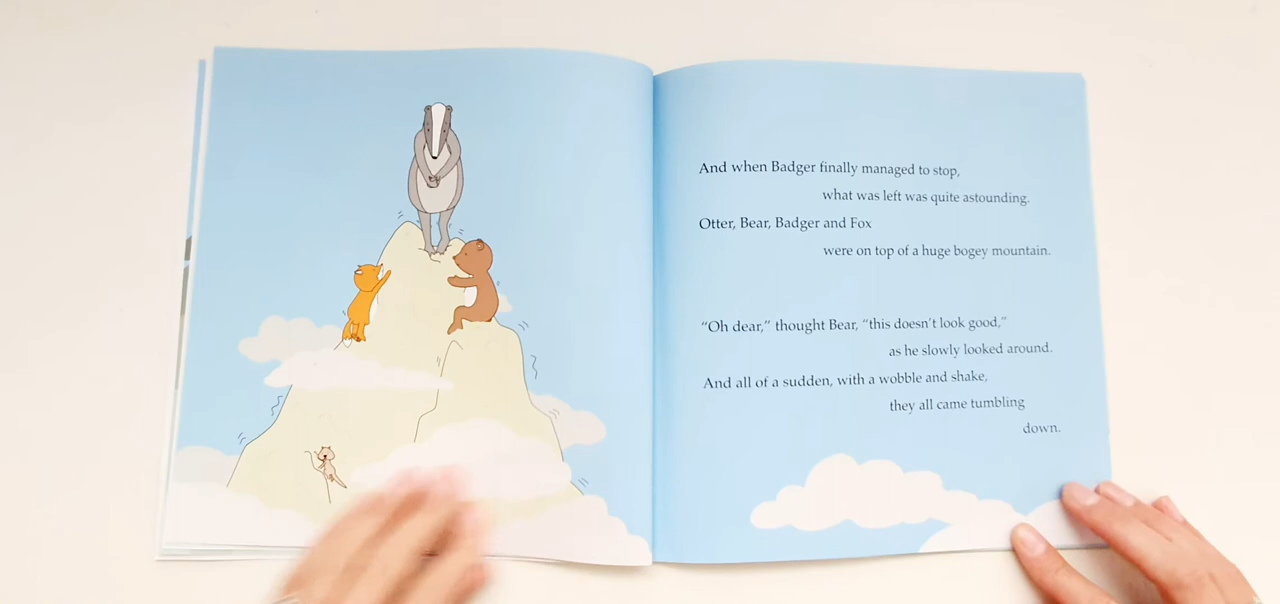 And when Badger finally managed to stop,
what was left was quite astounding.
Otter, Bear, Badger and Fox
were on top of a huge bogey mountain.
“Oh dear,” thought Bear, “this doesn’t look good,”
as he slowly looked around.
And all of a sudden, with a wobble and shake,
they all came tumbling
down.